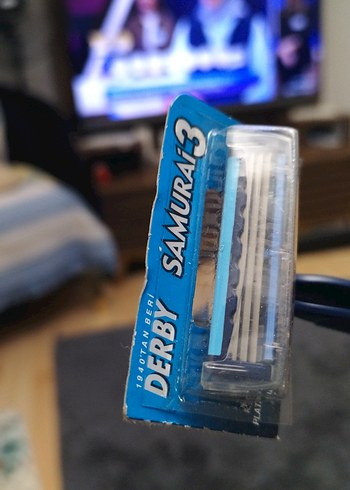 1940'TAN BERİ
DERBY SAMURAI 3